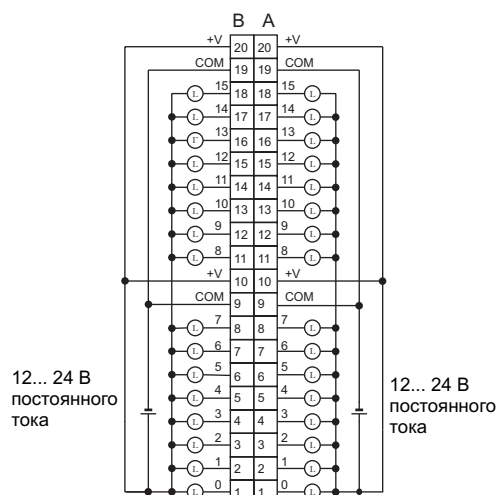 B A
+V 20 20 +V
COM 19 19 COM
L 15 18 18 15 L
L 14 17 17 14 L
L 13 16 16 13 L
L 12 15 15 12 L
L 11 14 14 11 L
L 10 13 13 10 L
L 9 12 12 9 L
L 8 11 11 8 L
+V 10 10 +V
COM 9 9 COM
L 7 8 8 7 L
L 6 7 7 6 L
L 5 6 6 5 L
L 4 5 5 4 L
L 3 4 4 3 L
L 2 3 3 2 L
L 1 2 2 1 L
L 0 1 1 0 L
12... 24 В
постоянного
тока
12... 24 В
постоянного
тока